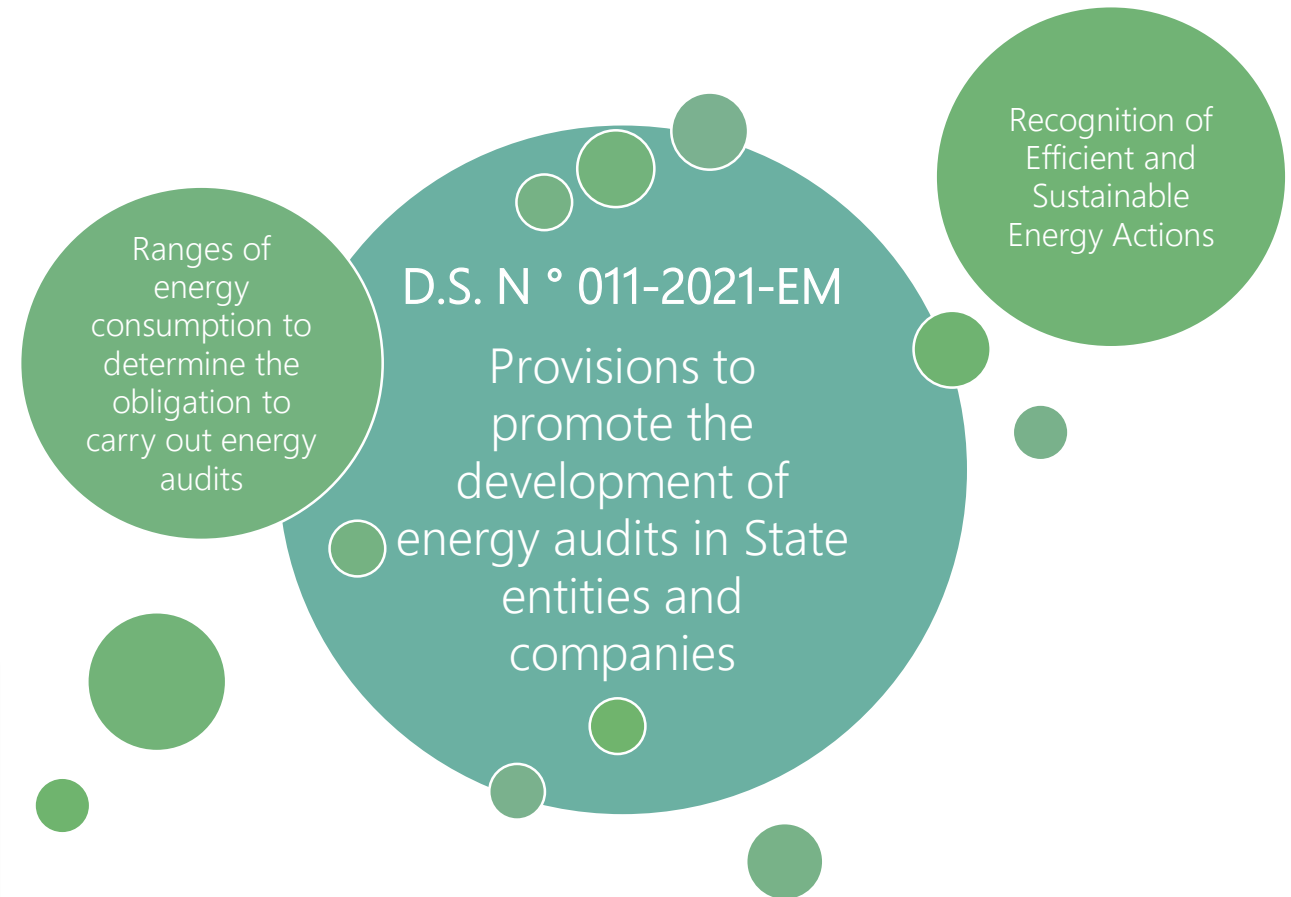 Ranges of
energy
consumption to
determine the
obligation to
carry out energy
audits
D.S. N ° 011-2021-EM
Provisions to
promote the
development of
energy audits in State
entities and
companies
Recognition of
Efficient and
Sustainable
Energy Actions